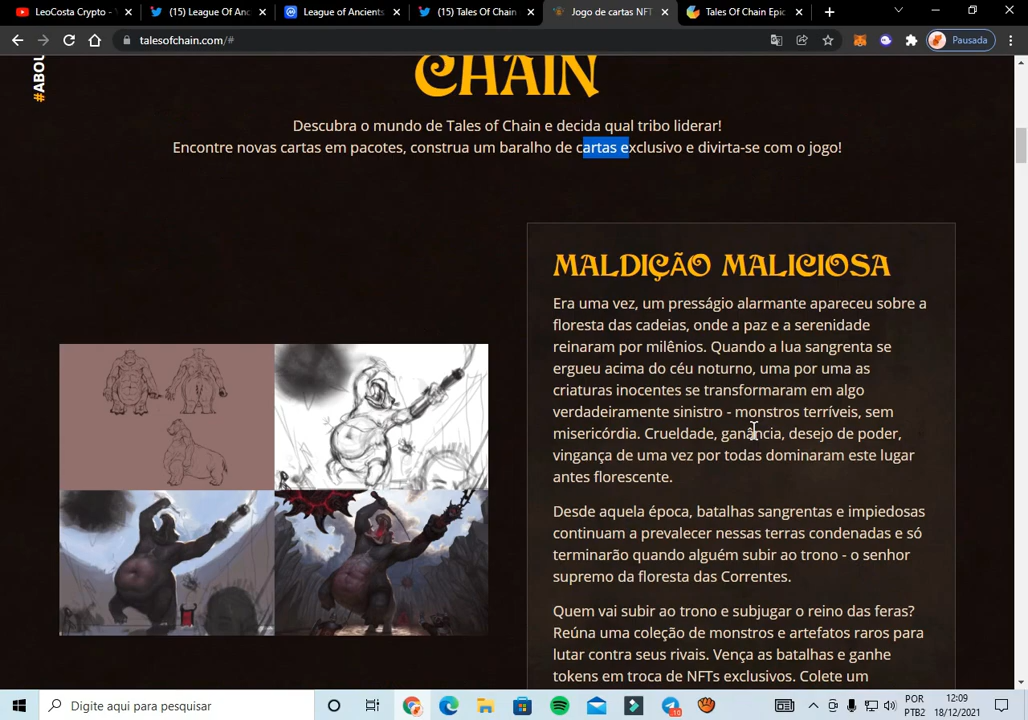 LeoCosta Crypto - Y
(15) League Of Anc
League of Ancients
(15) Tales Of Chain
Jogo de cartas NFT
Tales Of Chain Epic
talesofchain.com/#
Pausada
#ABOU
CHAIN
Descubra o mundo de Tales of Chain e decida qual tribo liderar!
Encontre novas cartas em pacotes, construa um baralho de cartas exclusivo e divirta-se com o jogo!
MALDIÇÃO MALICIOSA
Era uma vez, um presságio alarmante apareceu sobre a
floresta das cadeias, onde a paz e a serenidade
reinaram por milênios. Quando a lua sangrenta se
ergueu acima do céu noturno, uma por uma as
criaturas inocentes se transformaram em algo
verdadeiramente sinistro - monstros terríveis, sem
misericórdia. Crueldade, ganância, desejo de poder,
vingança de uma vez por todas dominaram este lugar
antes florescente.
Desde aquela época, batalhas sangrentas e impiedosas
continuam a prevalecer nessas terras condenadas e só
terminarão quando alguém subir ao trono - o senhor
supremo da floresta das Correntes.
Quem vai subir ao trono e subjugar o reino das feras?
Reúna uma coleção de monstros e artefatos raros para
lutar contra seus rivais. Vença as batalhas e ganhe
tokens em troca de NFTs exclusivos. Colete um
Digite aqui para pesquisar
POR
PTB2
12:09
18/12/2021